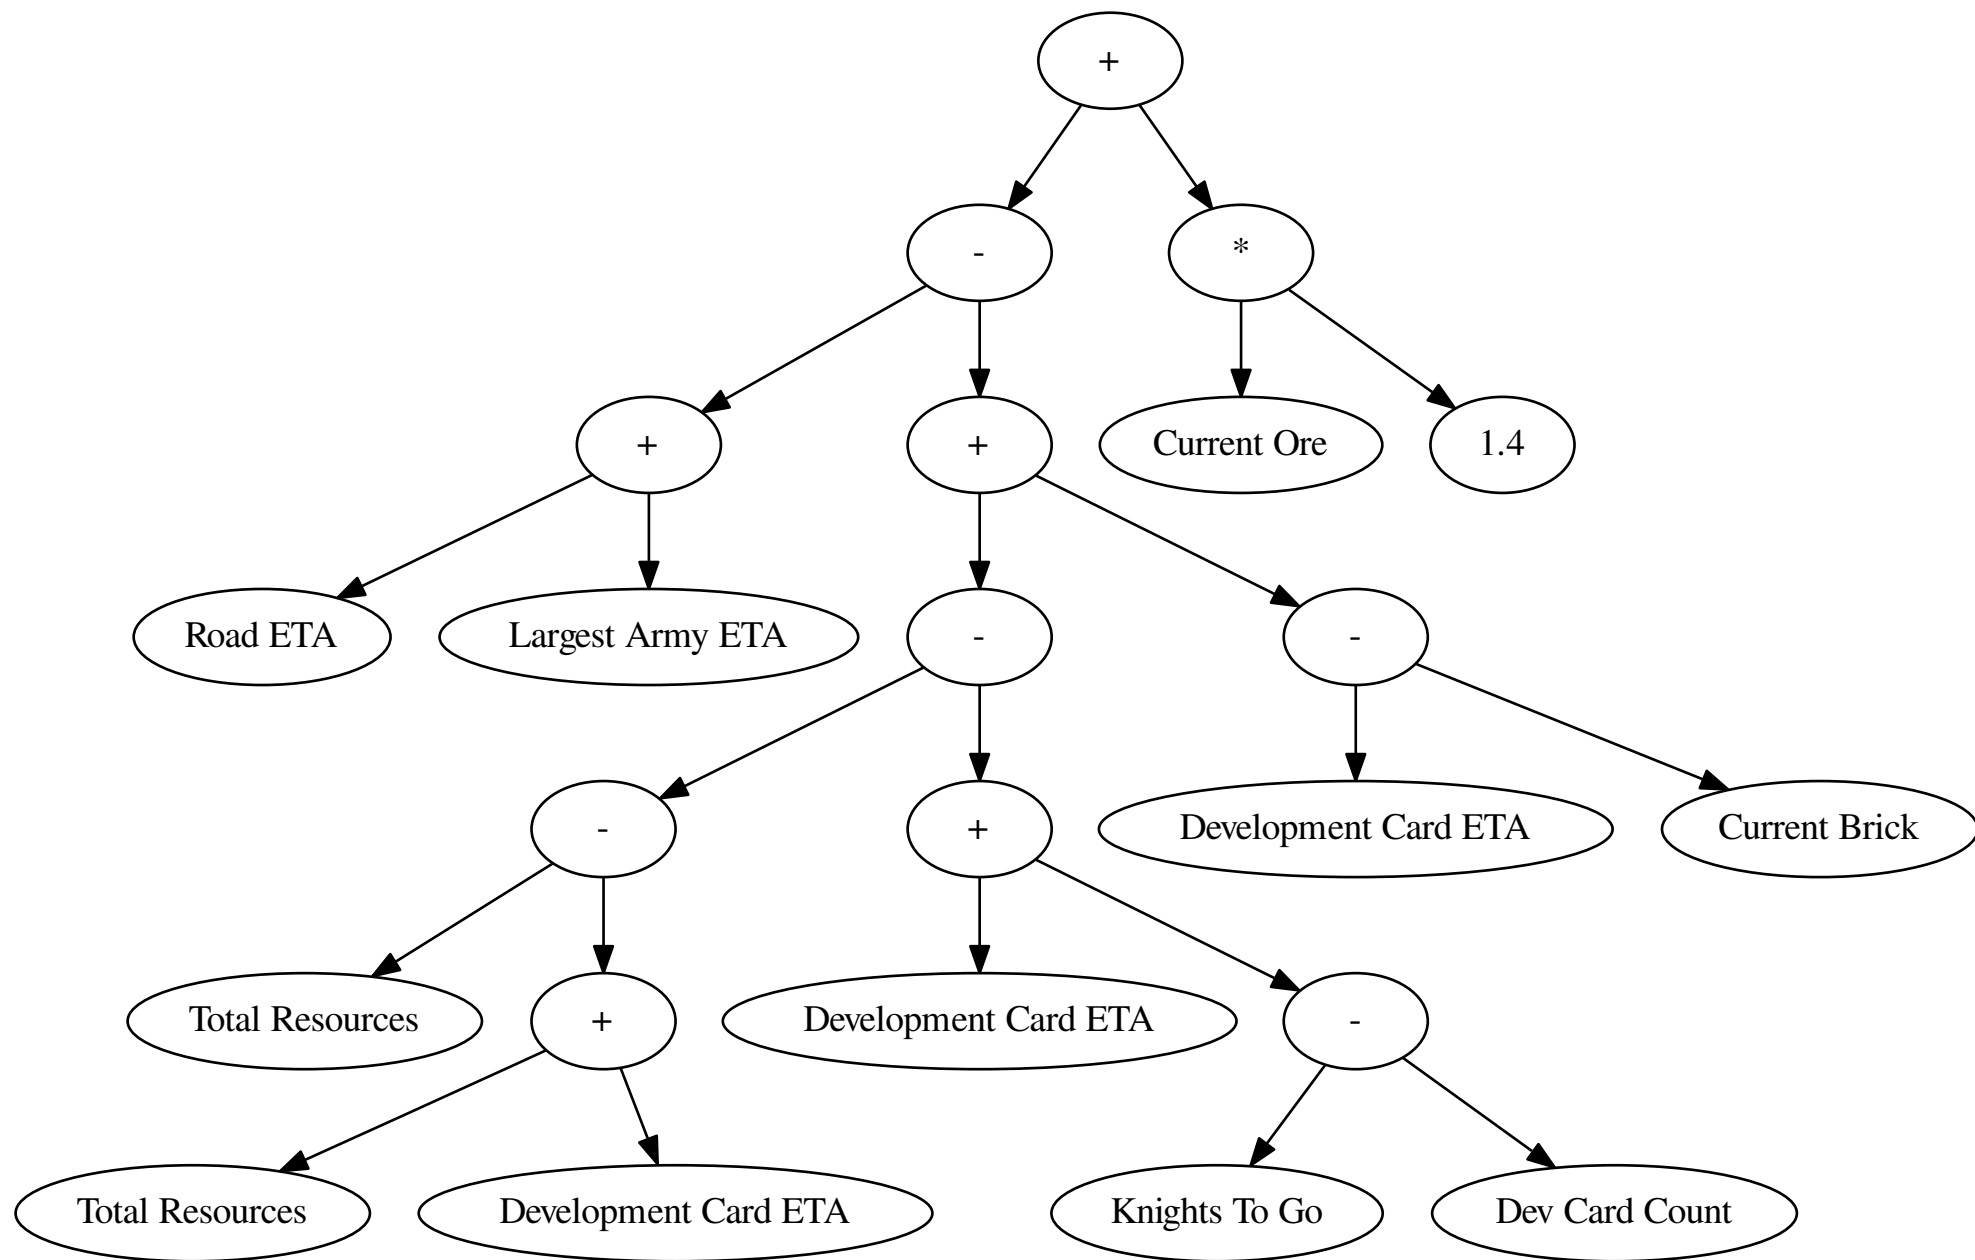 +
-
*
+
+
Current Ore
1.4
Road ETA
Largest Army ETA
-
-
-
+
Development Card ETA
Current Brick
Total Resources
+
Development Card ETA
-
Total Resources
Development Card ETA
Knights To Go
Dev Card Count